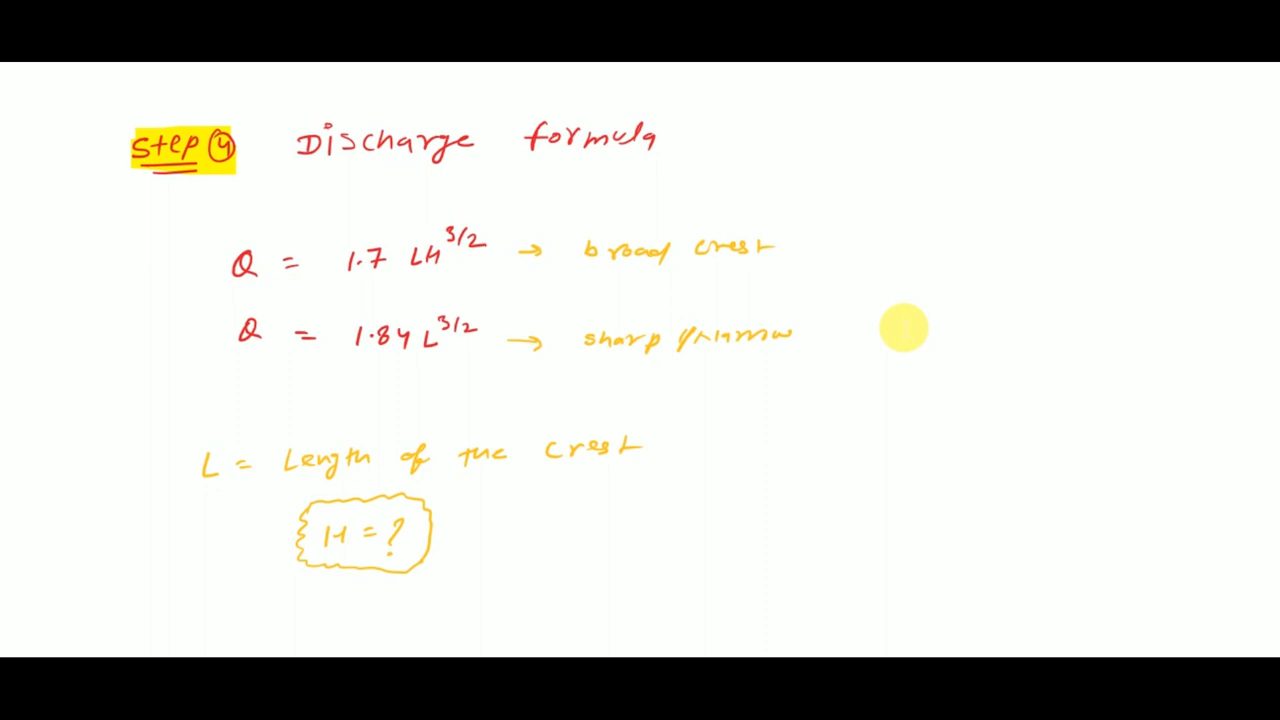 Step 4 Discharge formula
Q = 1.7 LH^3/2 → broad crest
Q = 1.84 L^3/2 → sharp
L = Length of the crest
H = ?